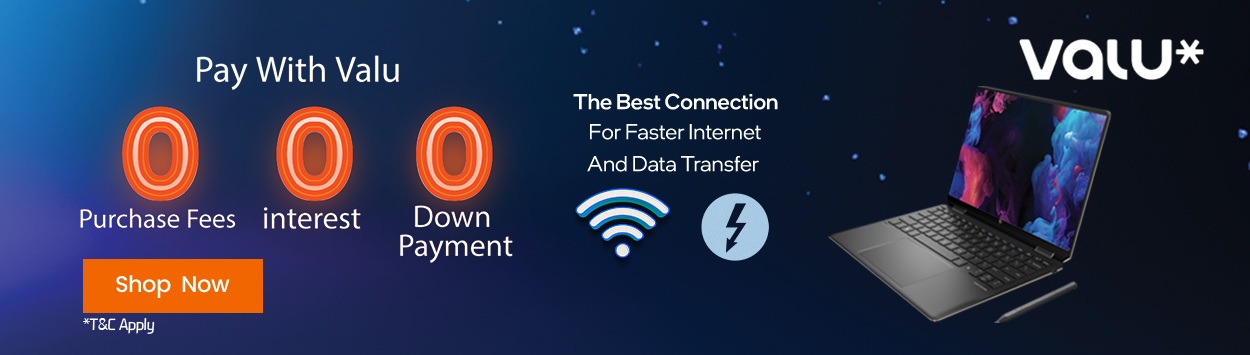 Pay With Valu
0 0 0
Purchase Fees interest Down Payment
Shop Now
*T&C Apply
The Best Connection
For Faster Internet
And Data Transfer
VALU*